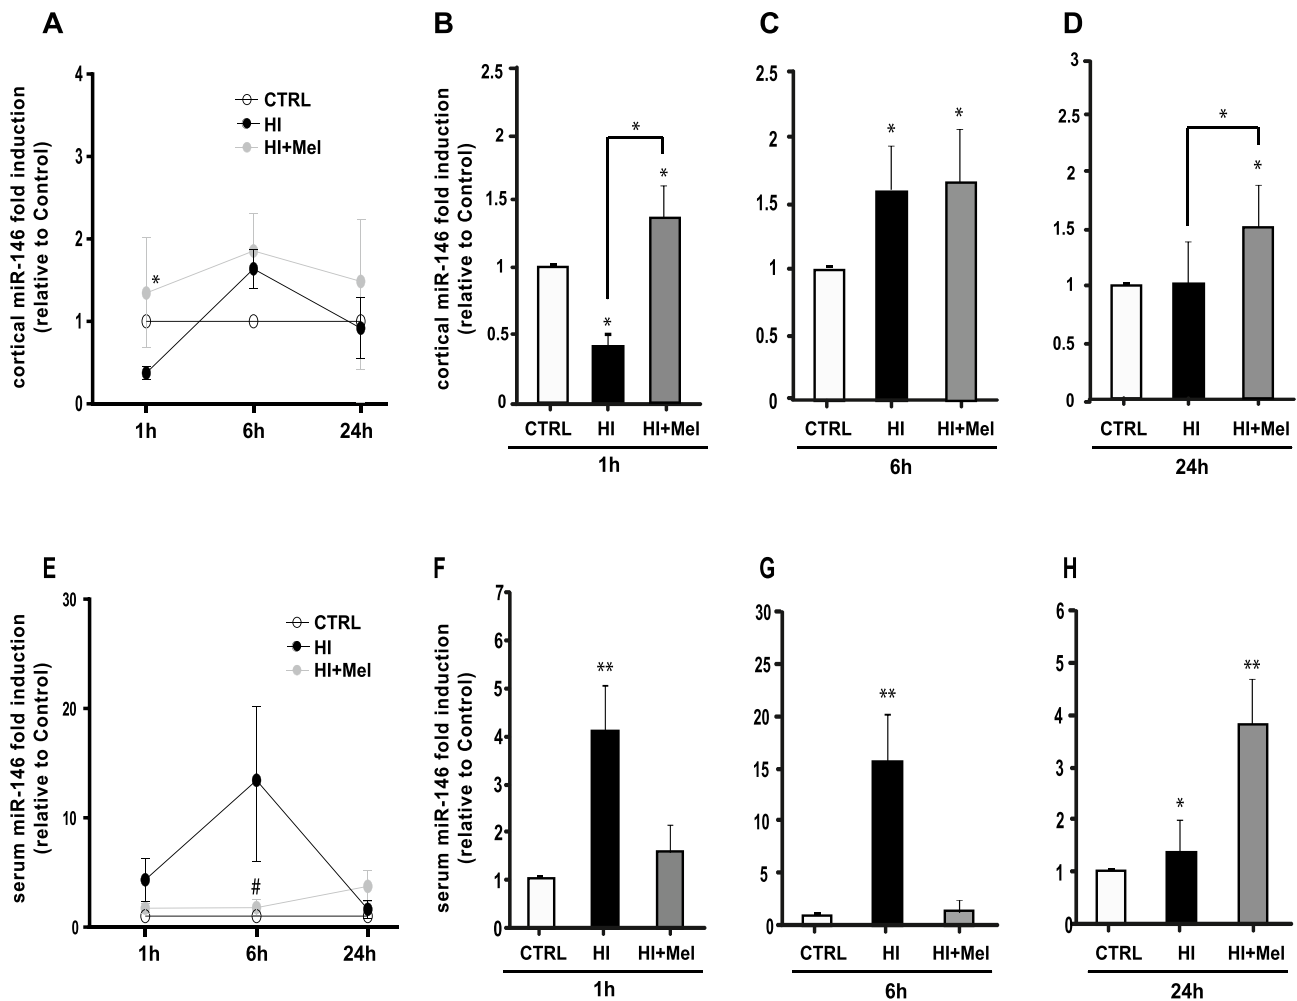 A
cortical miR-146 fold induction
(relative to Control)
4
3
2
1
0
CTRL
HI
HI+Mel
*
1h
6h
24h
B
cortical miR-146 fold induction
(relative to Control)
2.5
2
1.5
1
0.5
0
*
*
*
CTRL HI HI+Mel
1h
C
2.5
2
1.5
1
0.5
0
*
*
CTRL HI HI+Mel
6h
D
3
2.5
2
1.5
1
0.5
0
*
*
CTRL HI HI+Mel
24h
E
serum miR-146 fold induction
(relative to Control)
30
20
10
0
CTRL
HI
HI+Mel
#
1h
6h
24h
F
serum miR-146 fold induction
(relative to Control)
7
6
5
4
3
2
1
0
**
CTRL HI HI+Mel
1h
G
30
25
20
15
10
5
0
**
CTRL HI HI+Mel
6h
H
6
5
4
3
2
1
0
*
**
CTRL HI HI+Mel
24h